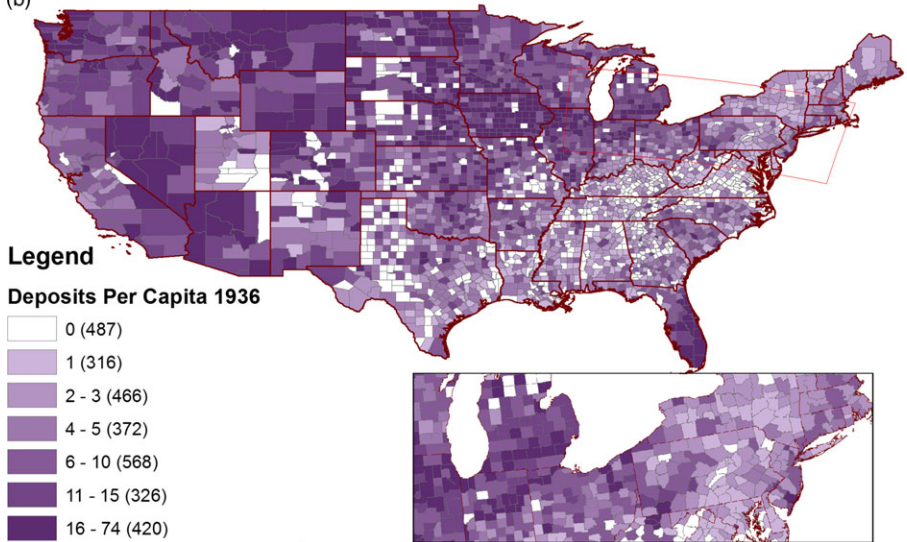 (b)
Legend
Deposits Per Capita 1936
0 (487)
1 (316)
2 - 3 (466)
4 - 5 (372)
6 - 10 (568)
11 - 15 (326)
16 - 74 (420)